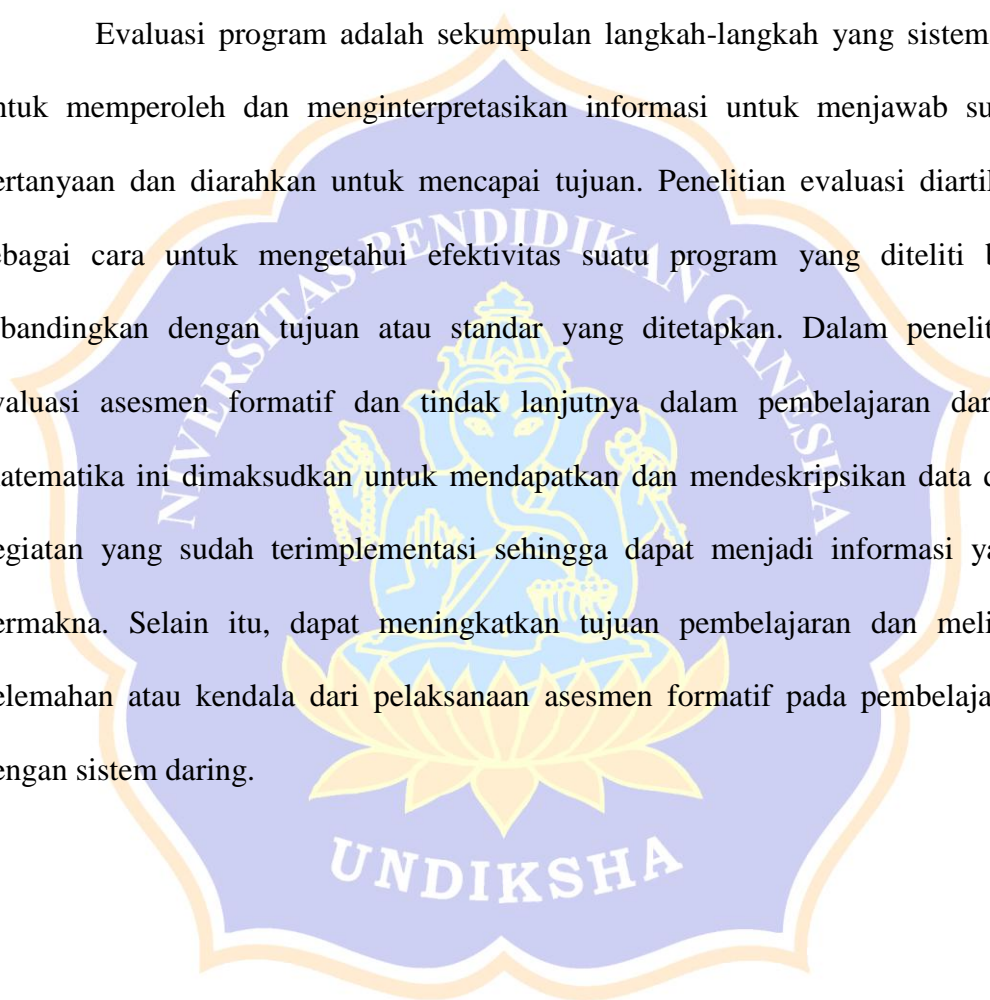 Evaluasi program adalah sekumpulan langkah-langkah yang sistem
ntuk memperoleh dan menginterpretasikan informasi untuk menjawab su
ertanyaan dan diarahkan untuk mencapai tujuan. Penelitian evaluasi diarti
ebagai cara untuk mengetahui efektivitas suatu program yang diteliti b
bandingkan dengan tujuan atau standar yang ditetapkan. Dalam penelit
valuasi asesmen formatif dan tindak lanjutnya dalam pembelajaran dar
atematika ini dimaksudkan untuk mendapatkan dan mendeskripsikan data d
egiatan yang sudah terimplementasi sehingga dapat menjadi informasi ya
ermakna. Selain itu, dapat meningkatkan tujuan pembelajaran dan meli
elemahan atau kendala dari pelaksanaan asesmen formatif pada pembelaja
engan sistem daring.
NIVERSITAS PENDIDIKAN GANESHA
UNDIKSHA